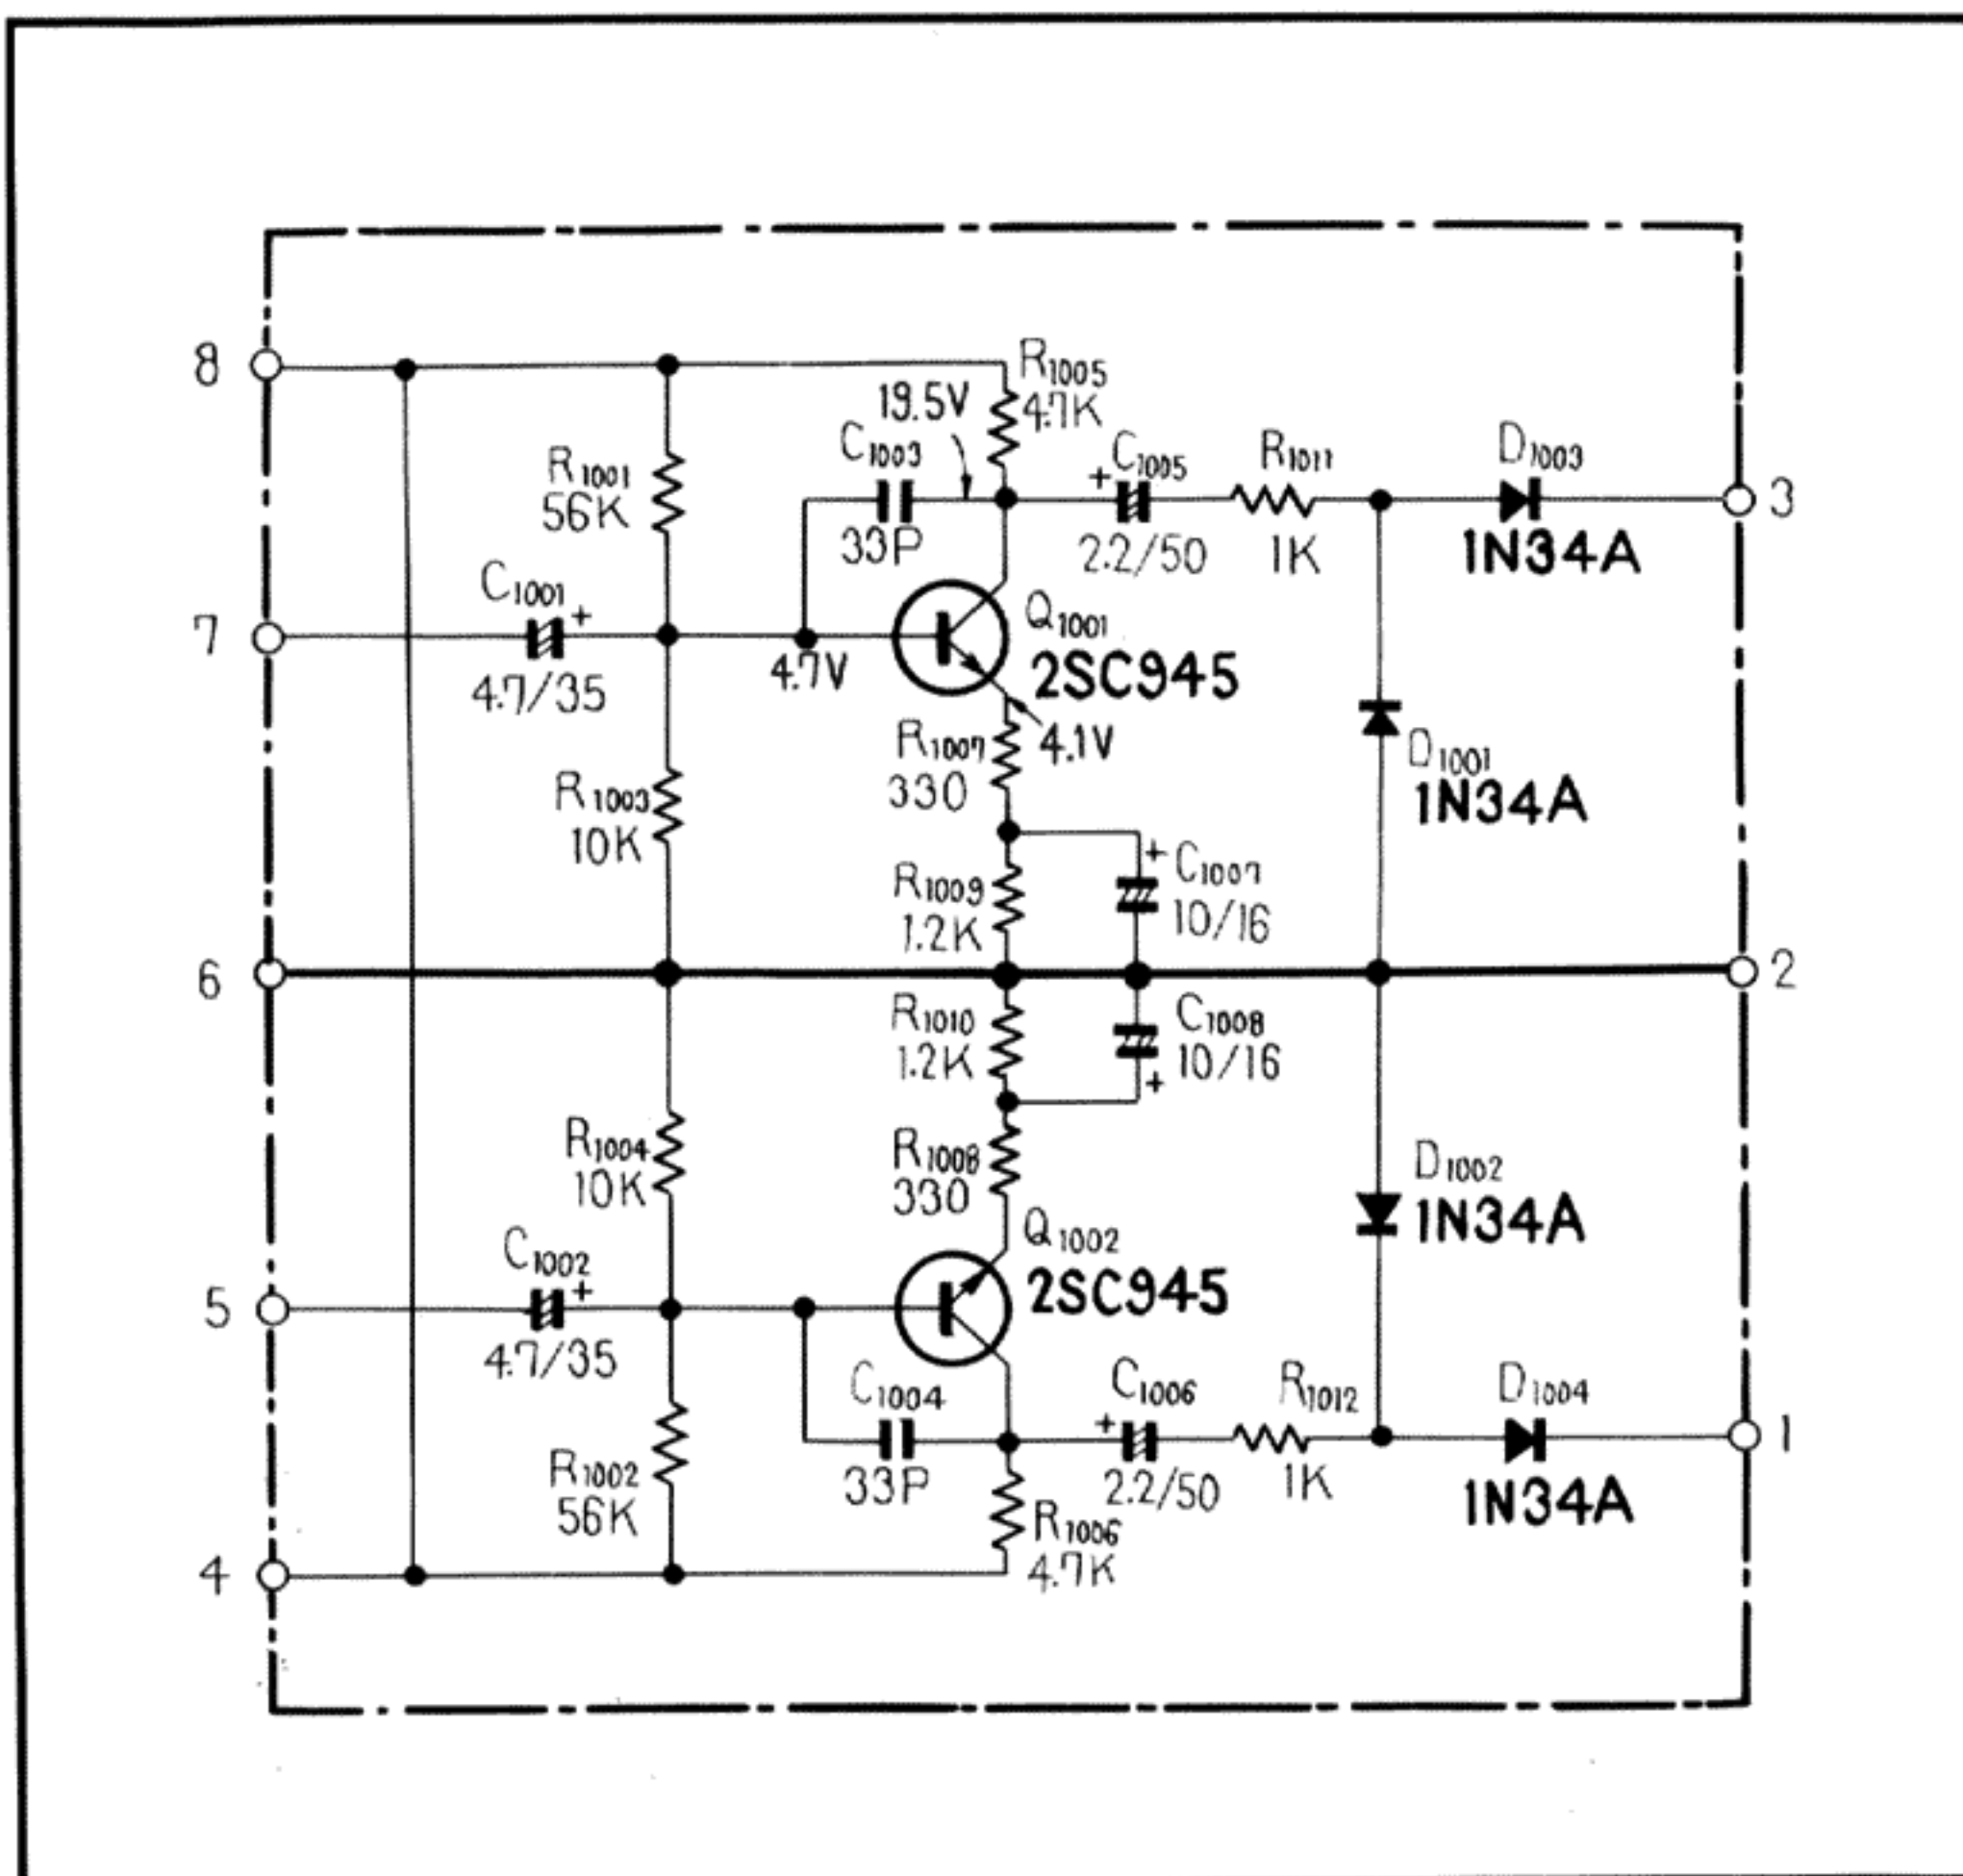 8
R1005
4.7K
19.5V
C1003
33P
R1001
56K
C1005
2.2/50
R1011
1K
D1003
1N34A
3
C1001
+
4.7/35
7
4.7V
Q1001
2SC945
4.1V
+
R1007
330
R1003
10K
D1001
1N34A
R1009
1.2K
+
C1007
10/16
6
2
R1010
1.2K
C1008
10/16
+
R1004
10K
R1008
330
D1002
1N34A
Q1002
2SC945
C1002
+
4.7/35
5
C1004
33P
C1006
+
2.2/50
R1012
1K
D1004
1N34A
1
R1002
56K
R1006
4.7K
4